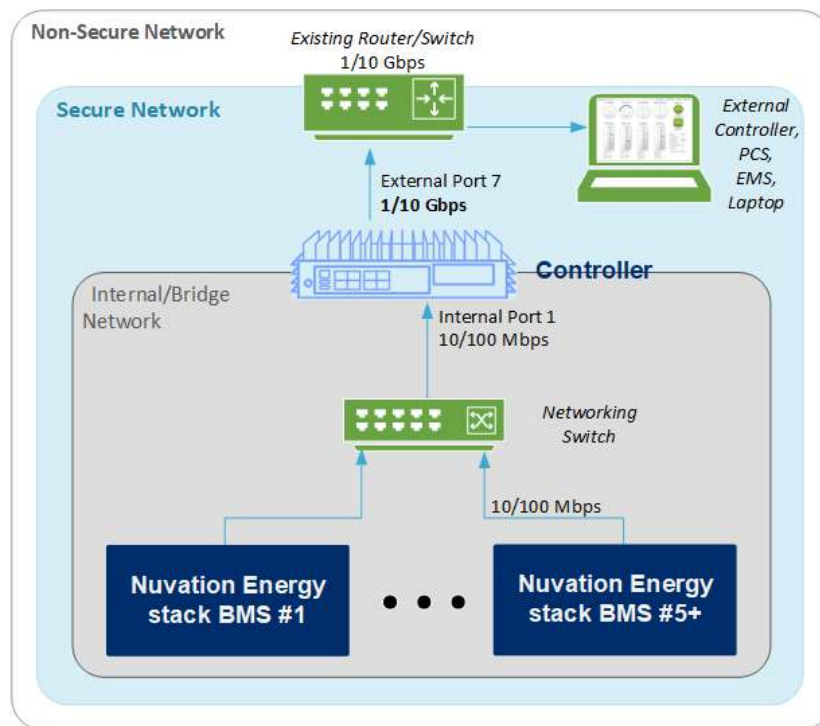 Non-Secure Network
Existing Router/Switch
1/10 Gbps
Secure Network
External
Controller,
PCS,
EMS,
Laptop
External Port 7
1/10 Gbps
Controller
Internal/Bridge
Network
Internal Port 1
10/100 Mbps
Networking
Switch
10/100 Mbps
Nuvation Energy
stack BMS #1
Nuvation Energy
stack BMS #5+